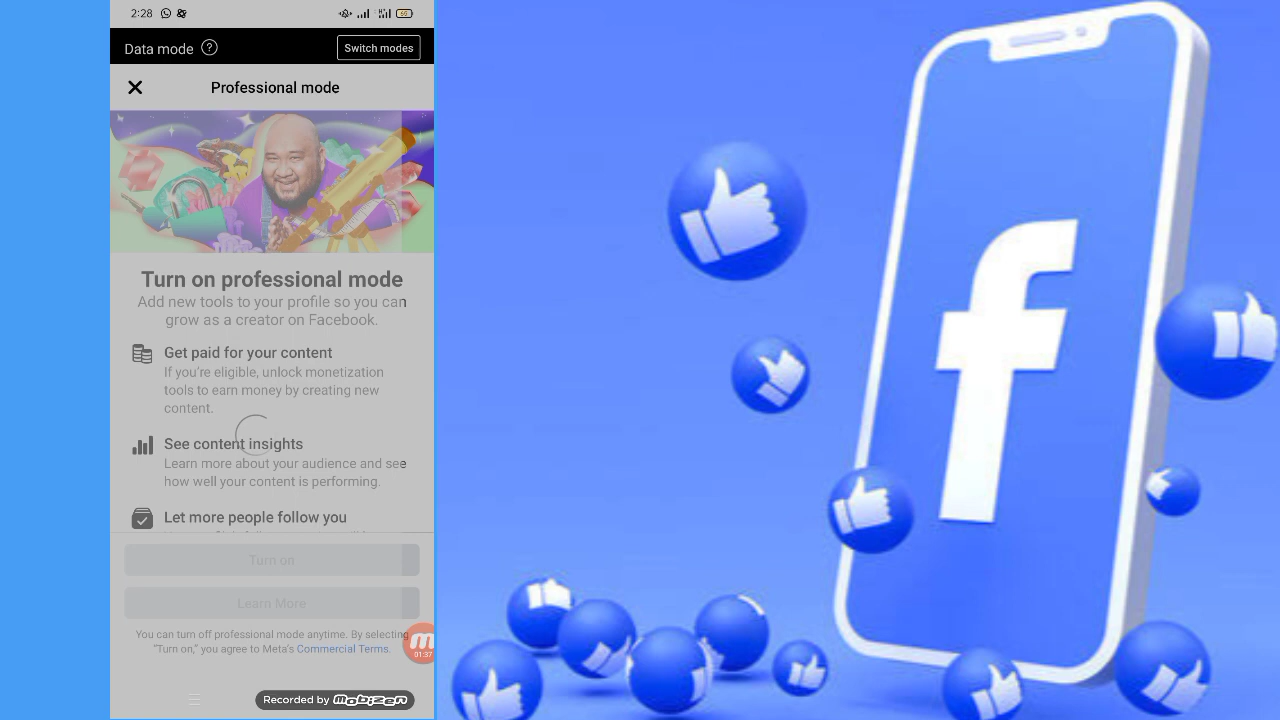 2:28
60
Data mode ?
Switch modes
Professional mode
Turn on professional mode
Add new tools to your profile so you can
grow as a creator on Facebook.
Get paid for your content
If you're eligible, unlock monetization
tools to earn money by creating new
content.
See content insights
Learn more about your audience and see
how well your content is performing.
Let more people follow you
Turn on
Learn More
You can turn off professional mode anytime. By selecting
"Turn on," you agree to Meta's Commercial Terms.
01:37
Recorded by mobizen
f